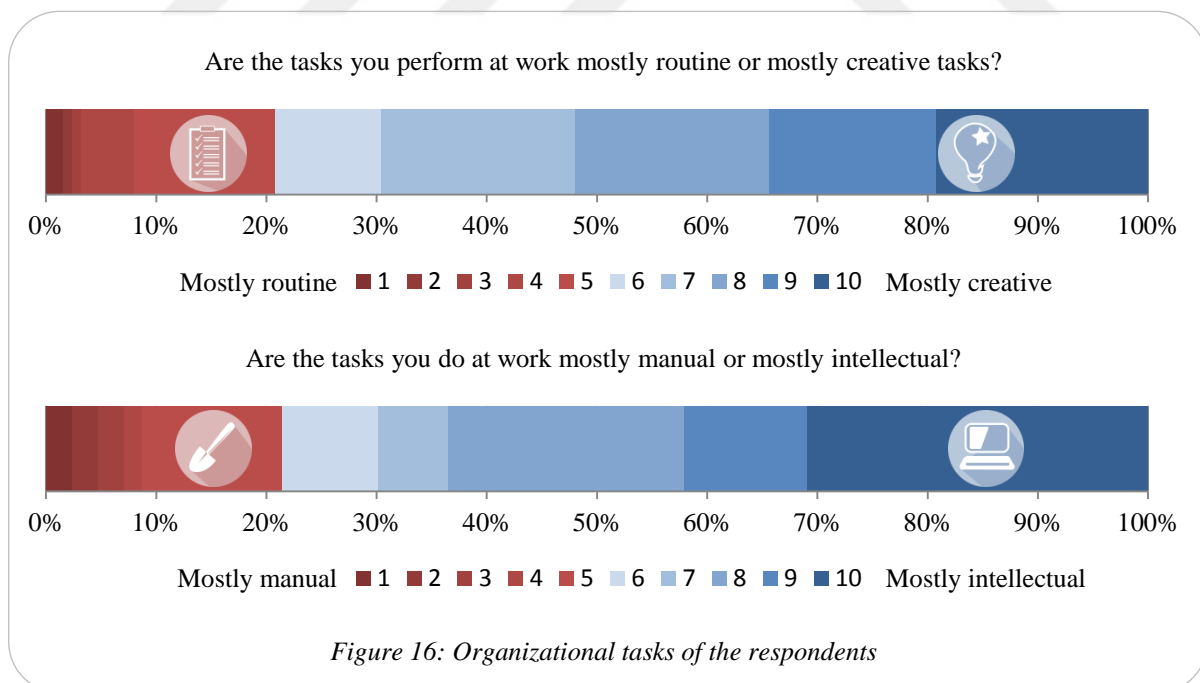 Are the tasks you perform at work mostly routine or mostly creative tasks?
0% 10% 20% 30% 40% 50% 60% 70% 80% 90% 100%
Mostly routine 1 2 3 4 5 6 7 8 9 10 Mostly creative
Are the tasks you do at work mostly manual or mostly intellectual?
0% 10% 20% 30% 40% 50% 60% 70% 80% 90% 100%
Mostly manual 1 2 3 4 5 6 7 8 9 10 Mostly intellectual
Figure 16: Organizational tasks of the respondents